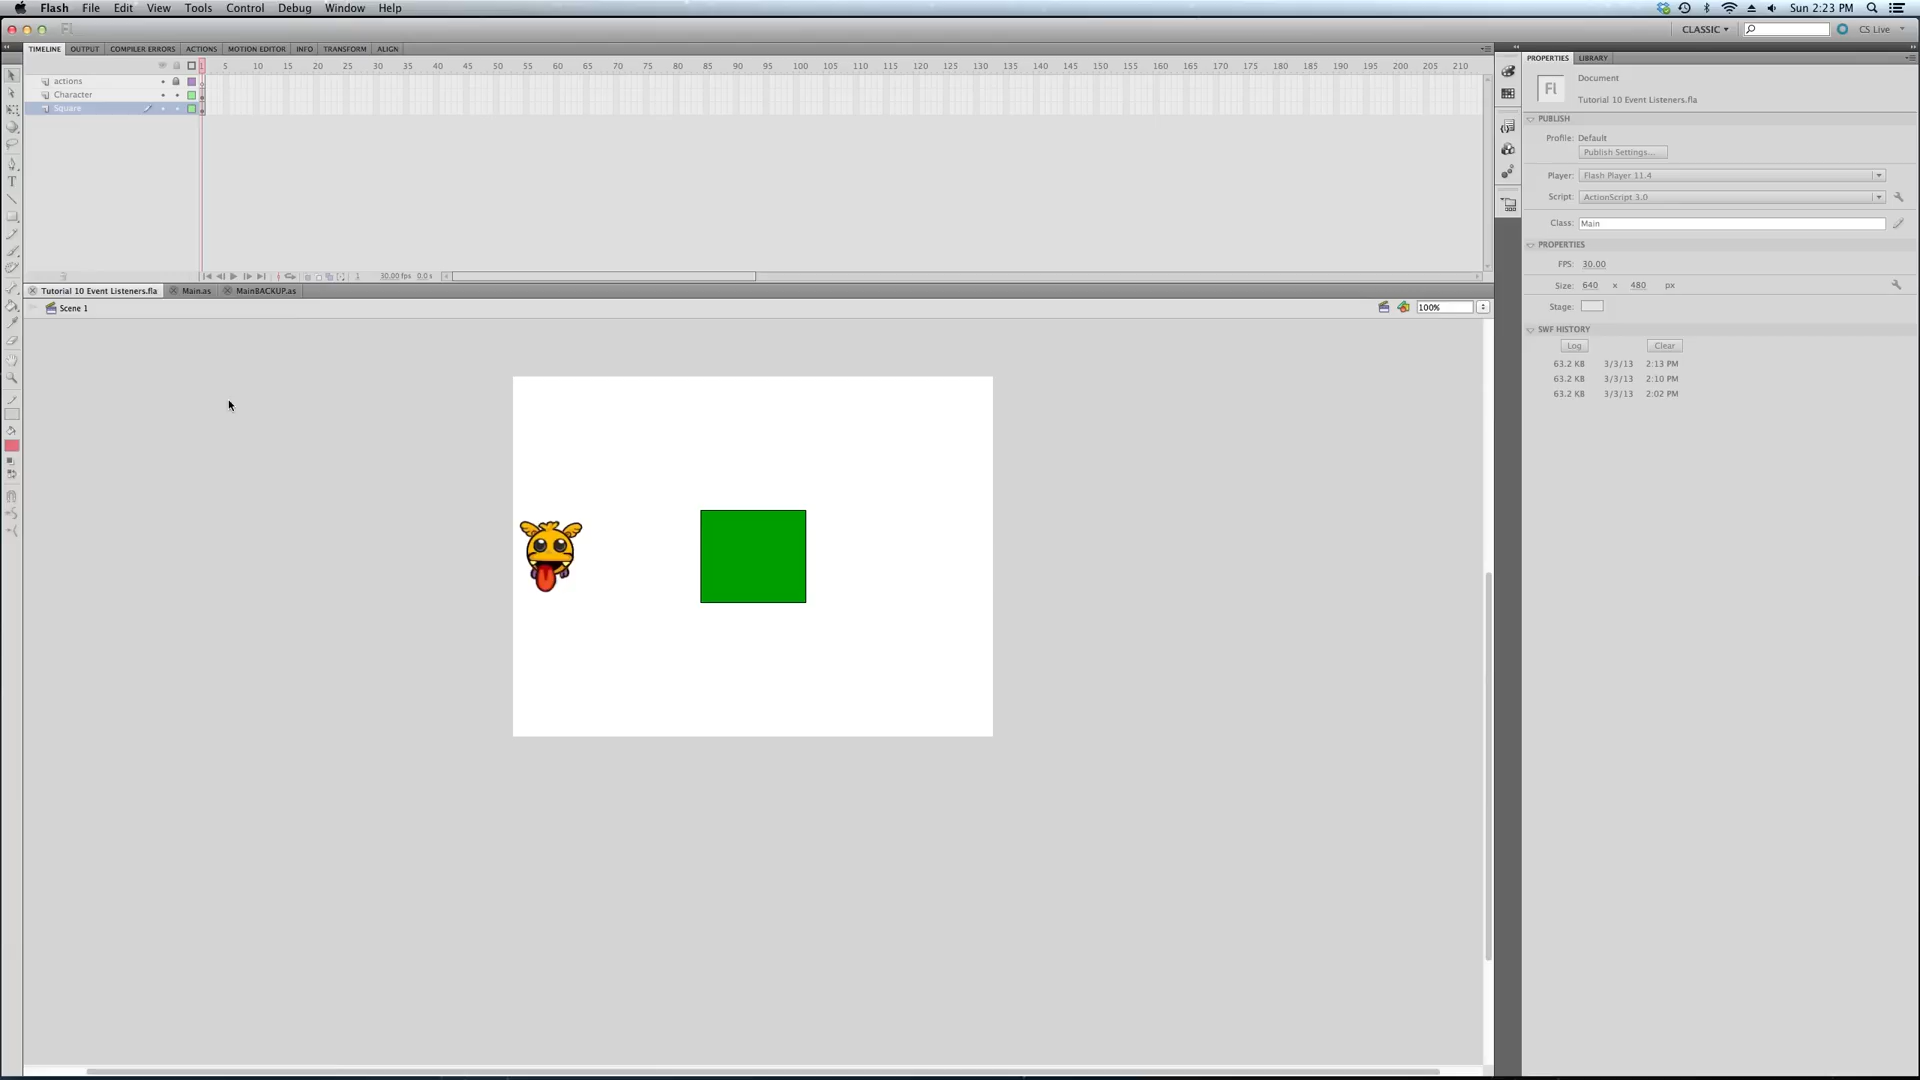 Flash File Edit View Tools Control Debug Window Help Sun 2:23 PM
Fl CLASSIC CS Live
TIMELINE OUTPUT COMPILER ERRORS ACTIONS MOTION EDITOR INFO TRANSFORM ALIGN
PROPERTIES LIBRARY
1 5 10 15 20 25 30 35 40 45 50 55 60 65 70 75 80 85 90 95 100 105 110 115 120 125 130 135 140 145 150 155 160 165 170 175 180 185 190 195 200 205 210
actions
Character
Square
Fl
Document
Tutorial 10 Event Listeners.fla
PUBLISH
Profile: Default
Publish Settings...
Player: Flash Player 11.4
Script: ActionScript 3.0
Class: Main
PROPERTIES
FPS: 30.00
Size: 640 x 480 px
Stage:
SWF HISTORY
Log Clear
63.2 KB 3/3/13 2:13 PM
63.2 KB 3/3/13 2:10 PM
63.2 KB 3/3/13 2:02 PM
1 30.00 fps 0.0 s
Tutorial 10 Event Listeners.fla Main.as MainBACKUP.as
Scene 1 100%
T